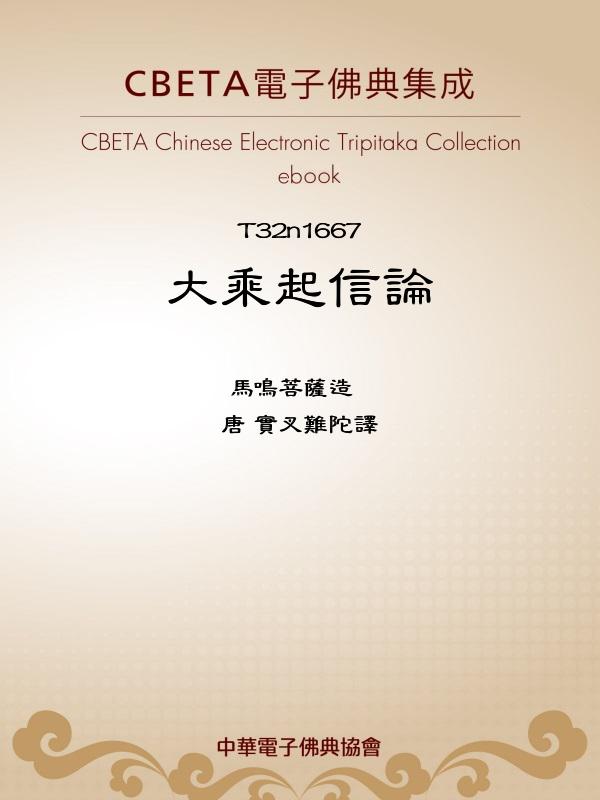 CBETA電子佛典集成
CBETA Chinese Electronic Tripitaka Collection
ebook
T32n1667
大乘起信論
馬鳴菩薩造
唐 實叉難陀譯
中華電子佛典協會